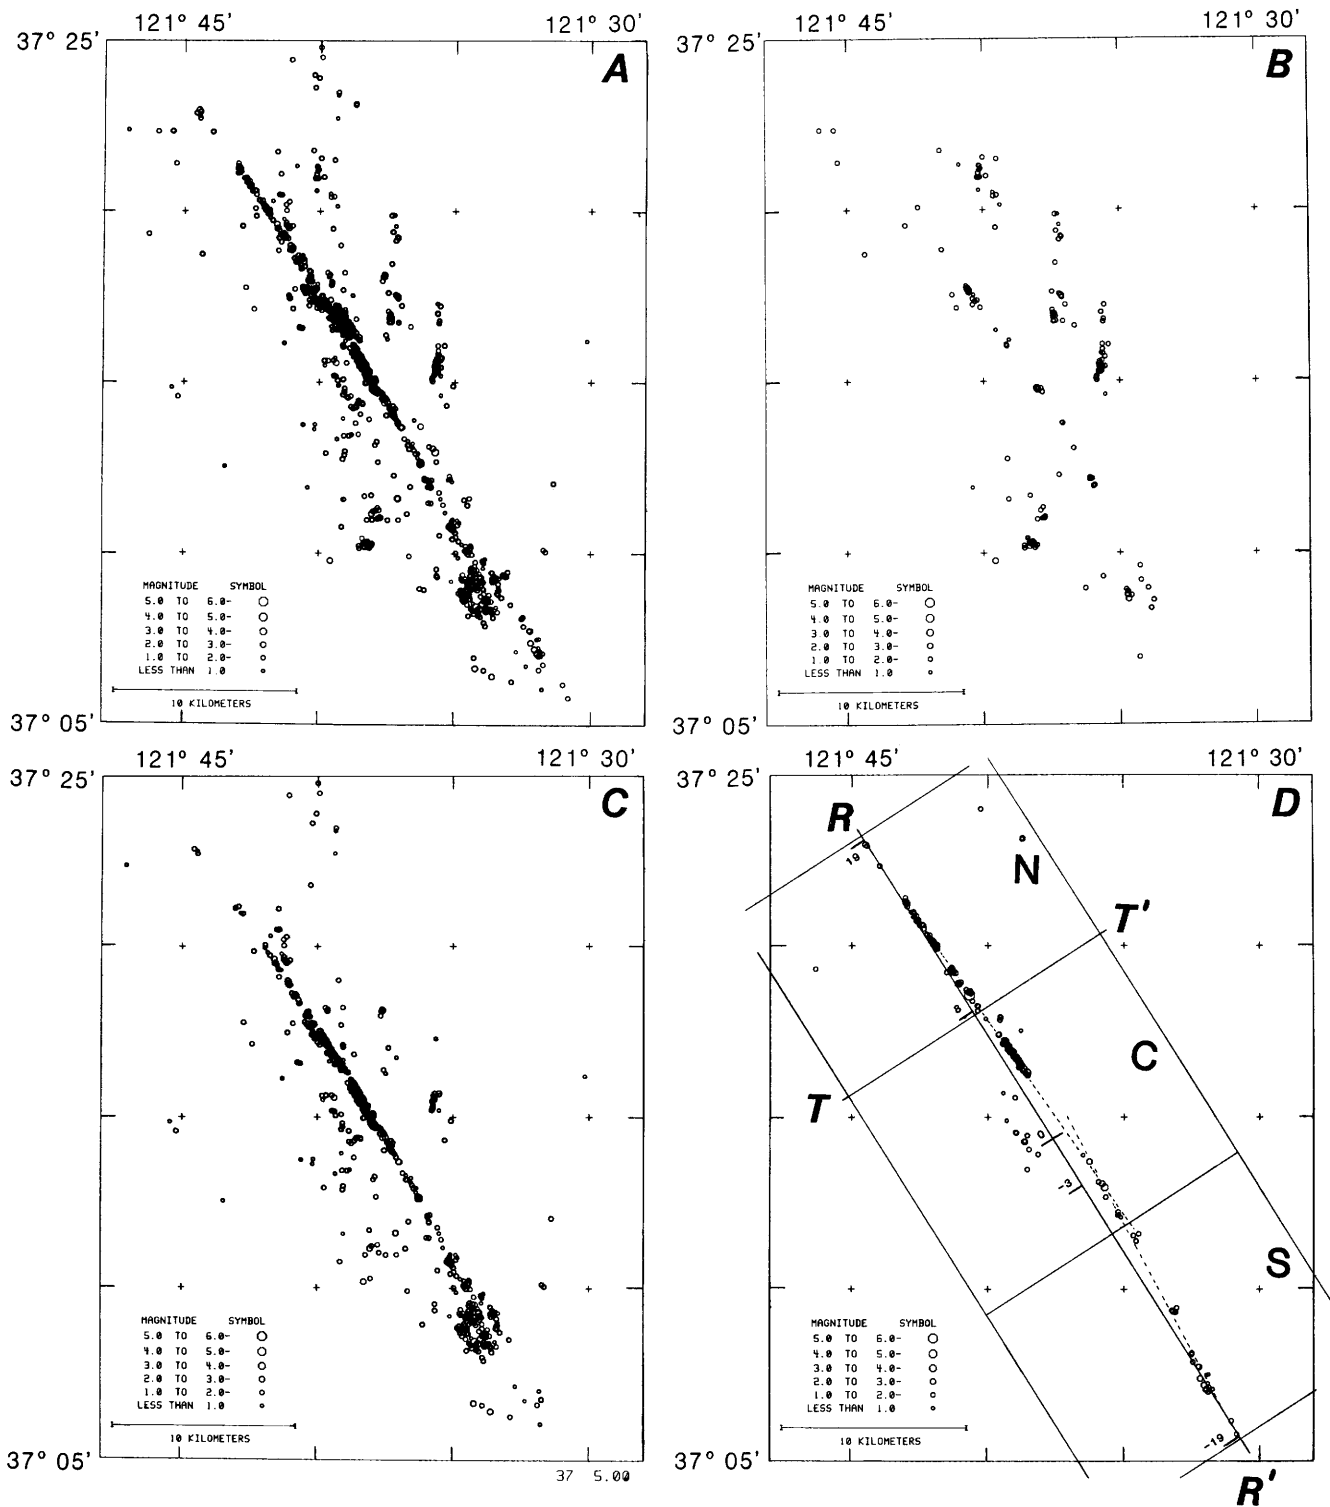 121° 45' 121° 30'
37° 25'
A
MAGNITUDE SYMBOL
5.0 TO 6.0-
4.0 TO 5.0-
3.0 TO 4.0-
2.0 TO 3.0-
1.0 TO 2.0-
LESS THAN 1.0
10 KILOMETERS
37° 05'
121° 45' 121° 30'
37° 25'
B
MAGNITUDE SYMBOL
5.0 TO 6.0-
4.0 TO 5.0-
3.0 TO 4.0-
2.0 TO 3.0-
1.0 TO 2.0-
LESS THAN 1.0
10 KILOMETERS
37° 05'
121° 45' 121° 30'
37° 25'
C
MAGNITUDE SYMBOL
5.0 TO 6.0-
4.0 TO 5.0-
3.0 TO 4.0-
2.0 TO 3.0-
1.0 TO 2.0-
LESS THAN 1.0
10 KILOMETERS
37° 05'
37 5.00
121° 45' 121° 30'
37° 25'
D
R
19
N
T'
C
T
-3
S
MAGNITUDE SYMBOL
5.0 TO 6.0-
4.0 TO 5.0-
3.0 TO 4.0-
2.0 TO 3.0-
1.0 TO 2.0-
LESS THAN 1.0
10 KILOMETERS
-19
37° 05'
R'